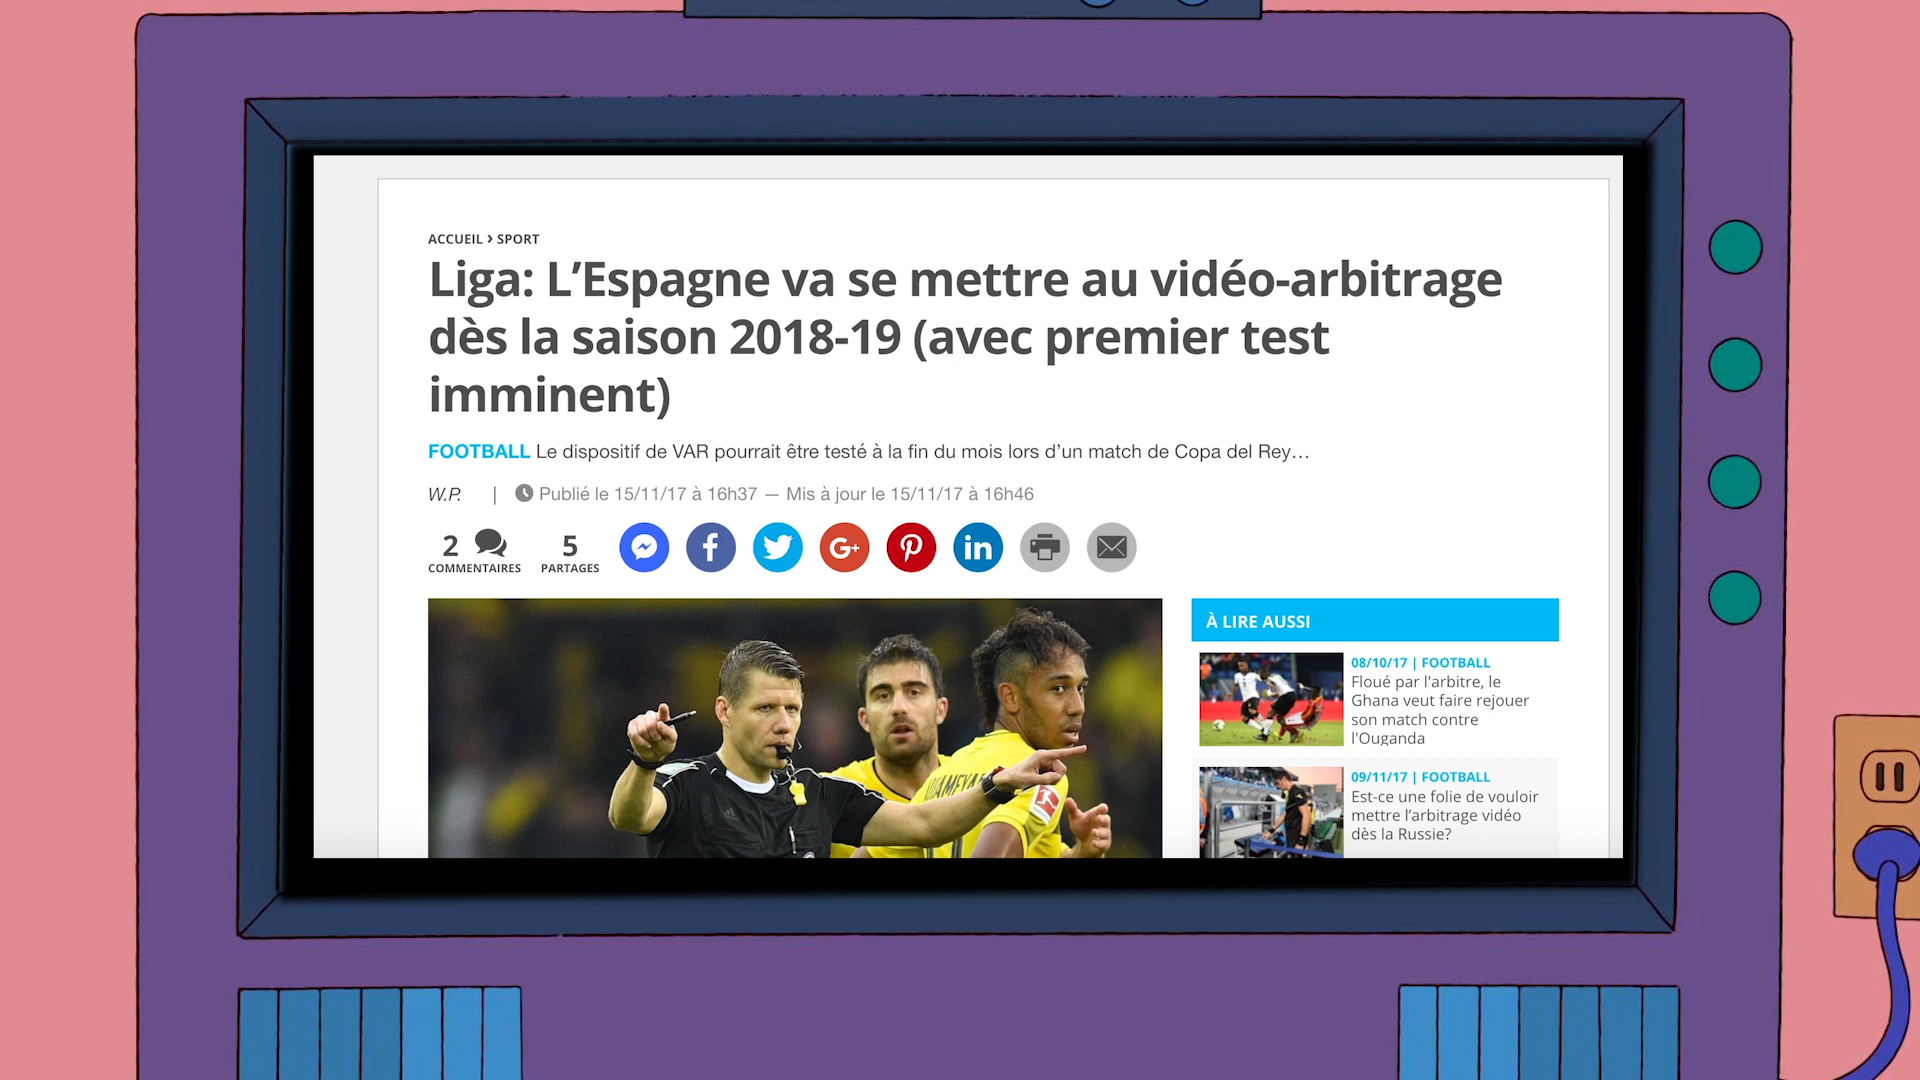 ACCUEIL › SPORT
Liga: L’Espagne va se mettre au vidéo-arbitrage
dès la saison 2018-19 (avec premier test
imminent)
FOOTBALL Le dispositif de VAR pourrait être testé à la fin du mois lors d’un match de Copa del Rey…
W.P. | Publié le 15/11/17 à 16h37 — Mis à jour le 15/11/17 à 16h46
2
COMMENTAIRES
5
PARTAGES
f
G+
in
À LIRE AUSSI
08/10/17 | FOOTBALL
Floué par l'arbitre, le
Ghana veut faire rejouer
son match contre
l'Ouganda
09/11/17 | FOOTBALL
Est-ce une folie de vouloir
mettre l’arbitrage vidéo
dès la Russie?